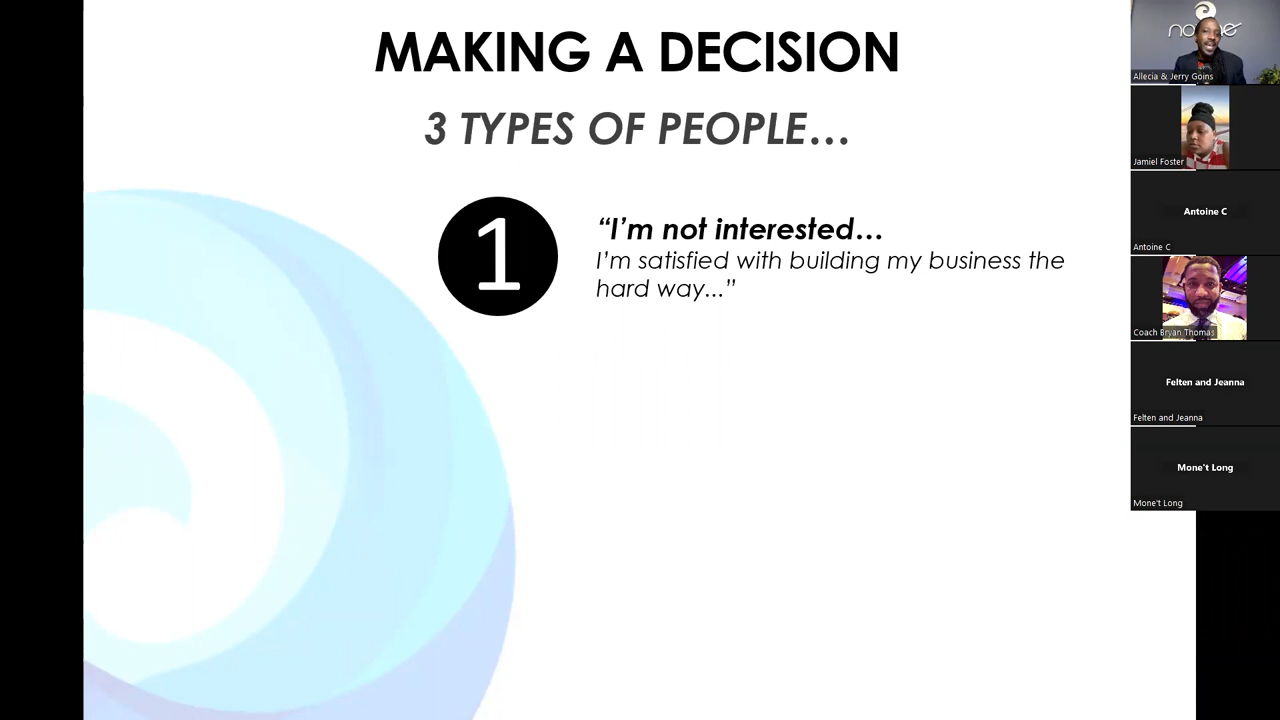 MAKING A DECISION
3 TYPES OF PEOPLE...
1
“I’m not interested...
I’m satisfied with building my business the
hard way...”
Allecia & Jerry Goins
Jamiel Foster
Antoine C
Antoine C
Coach Bryan Thomas
Felten and Jeanna
Felten and Jeanna
Mone't Long
Mone't Long